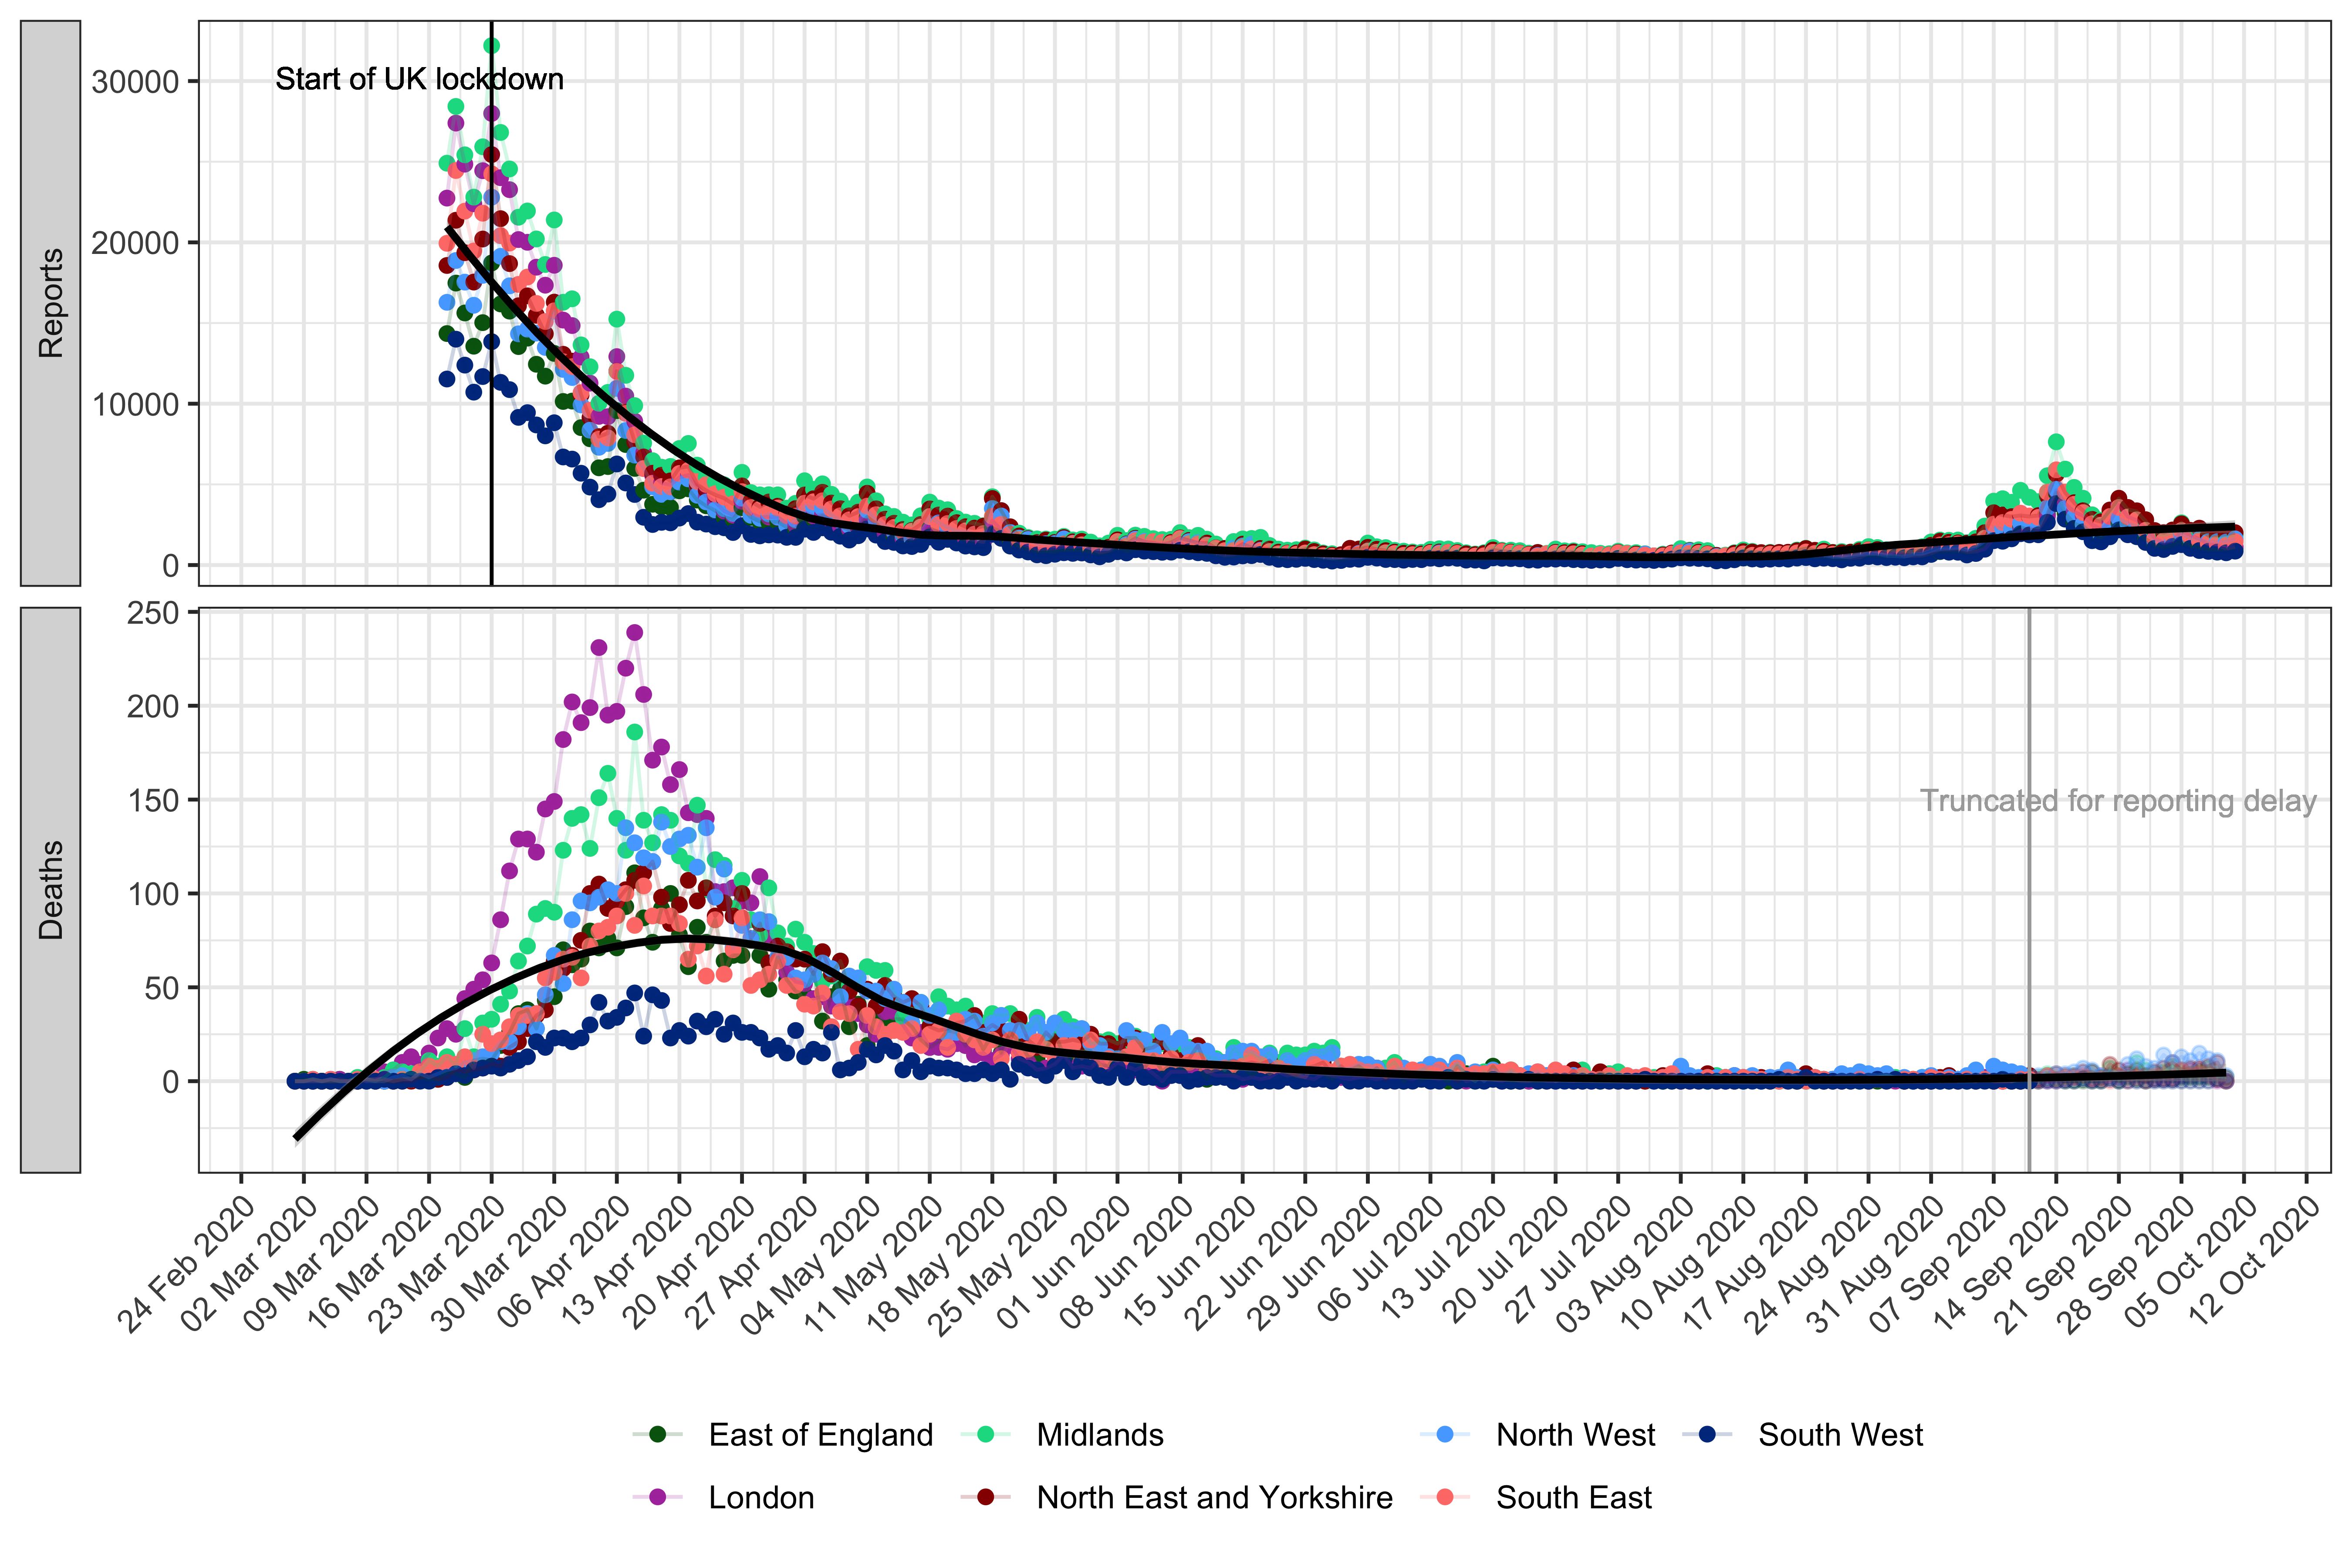 Reports
30000
20000
10000
0
Start of UK lockdown
Deaths
250
200
150
100
50
0
Truncated for reporting delay
24 Feb 2020
02 Mar 2020
09 Mar 2020
16 Mar 2020
23 Mar 2020
30 Mar 2020
06 Apr 2020
13 Apr 2020
20 Apr 2020
27 Apr 2020
04 May 2020
11 May 2020
18 May 2020
25 May 2020
01 Jun 2020
08 Jun 2020
15 Jun 2020
22 Jun 2020
29 Jun 2020
06 Jul 2020
13 Jul 2020
20 Jul 2020
27 Jul 2020
03 Aug 2020
10 Aug 2020
17 Aug 2020
24 Aug 2020
31 Aug 2020
07 Sep 2020
14 Sep 2020
21 Sep 2020
28 Sep 2020
05 Oct 2020
12 Oct 2020
East of England Midlands North West South West
London North East and Yorkshire South East